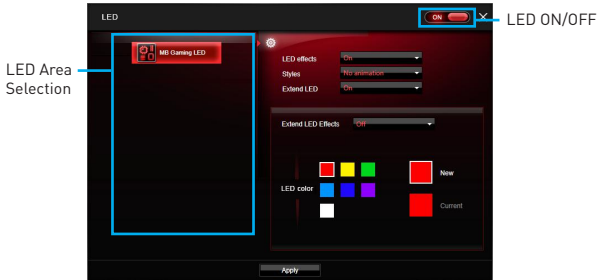 LED
ON
LED ON/OFF
LED Area
Selection
MB Gaming LED
LED effects On
Styles No animation
Extend LED On
Extend LED Effects Off
LED color
New
Current
Apply